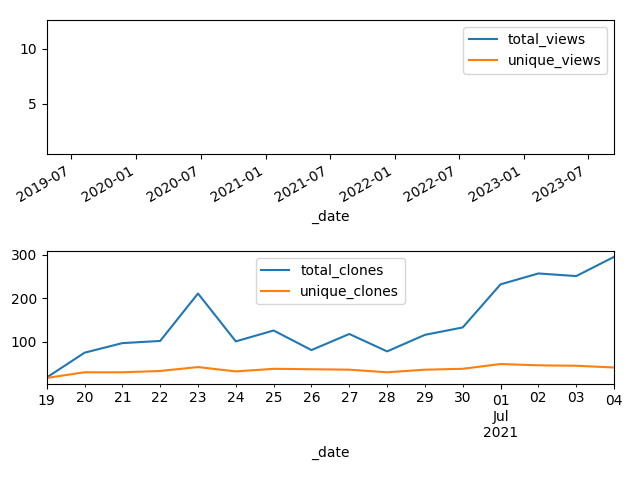 10
5
total_views
unique_views
2019-07
2020-01
2020-07
2021-01
2021-07
2022-01
2022-07
2023-01
2023-07
_date
300
200
100
total_clones
unique_clones
19 20 21 22 23 24 25 26 27 28 29 30 01 02 03 04
Jul
2021
_date